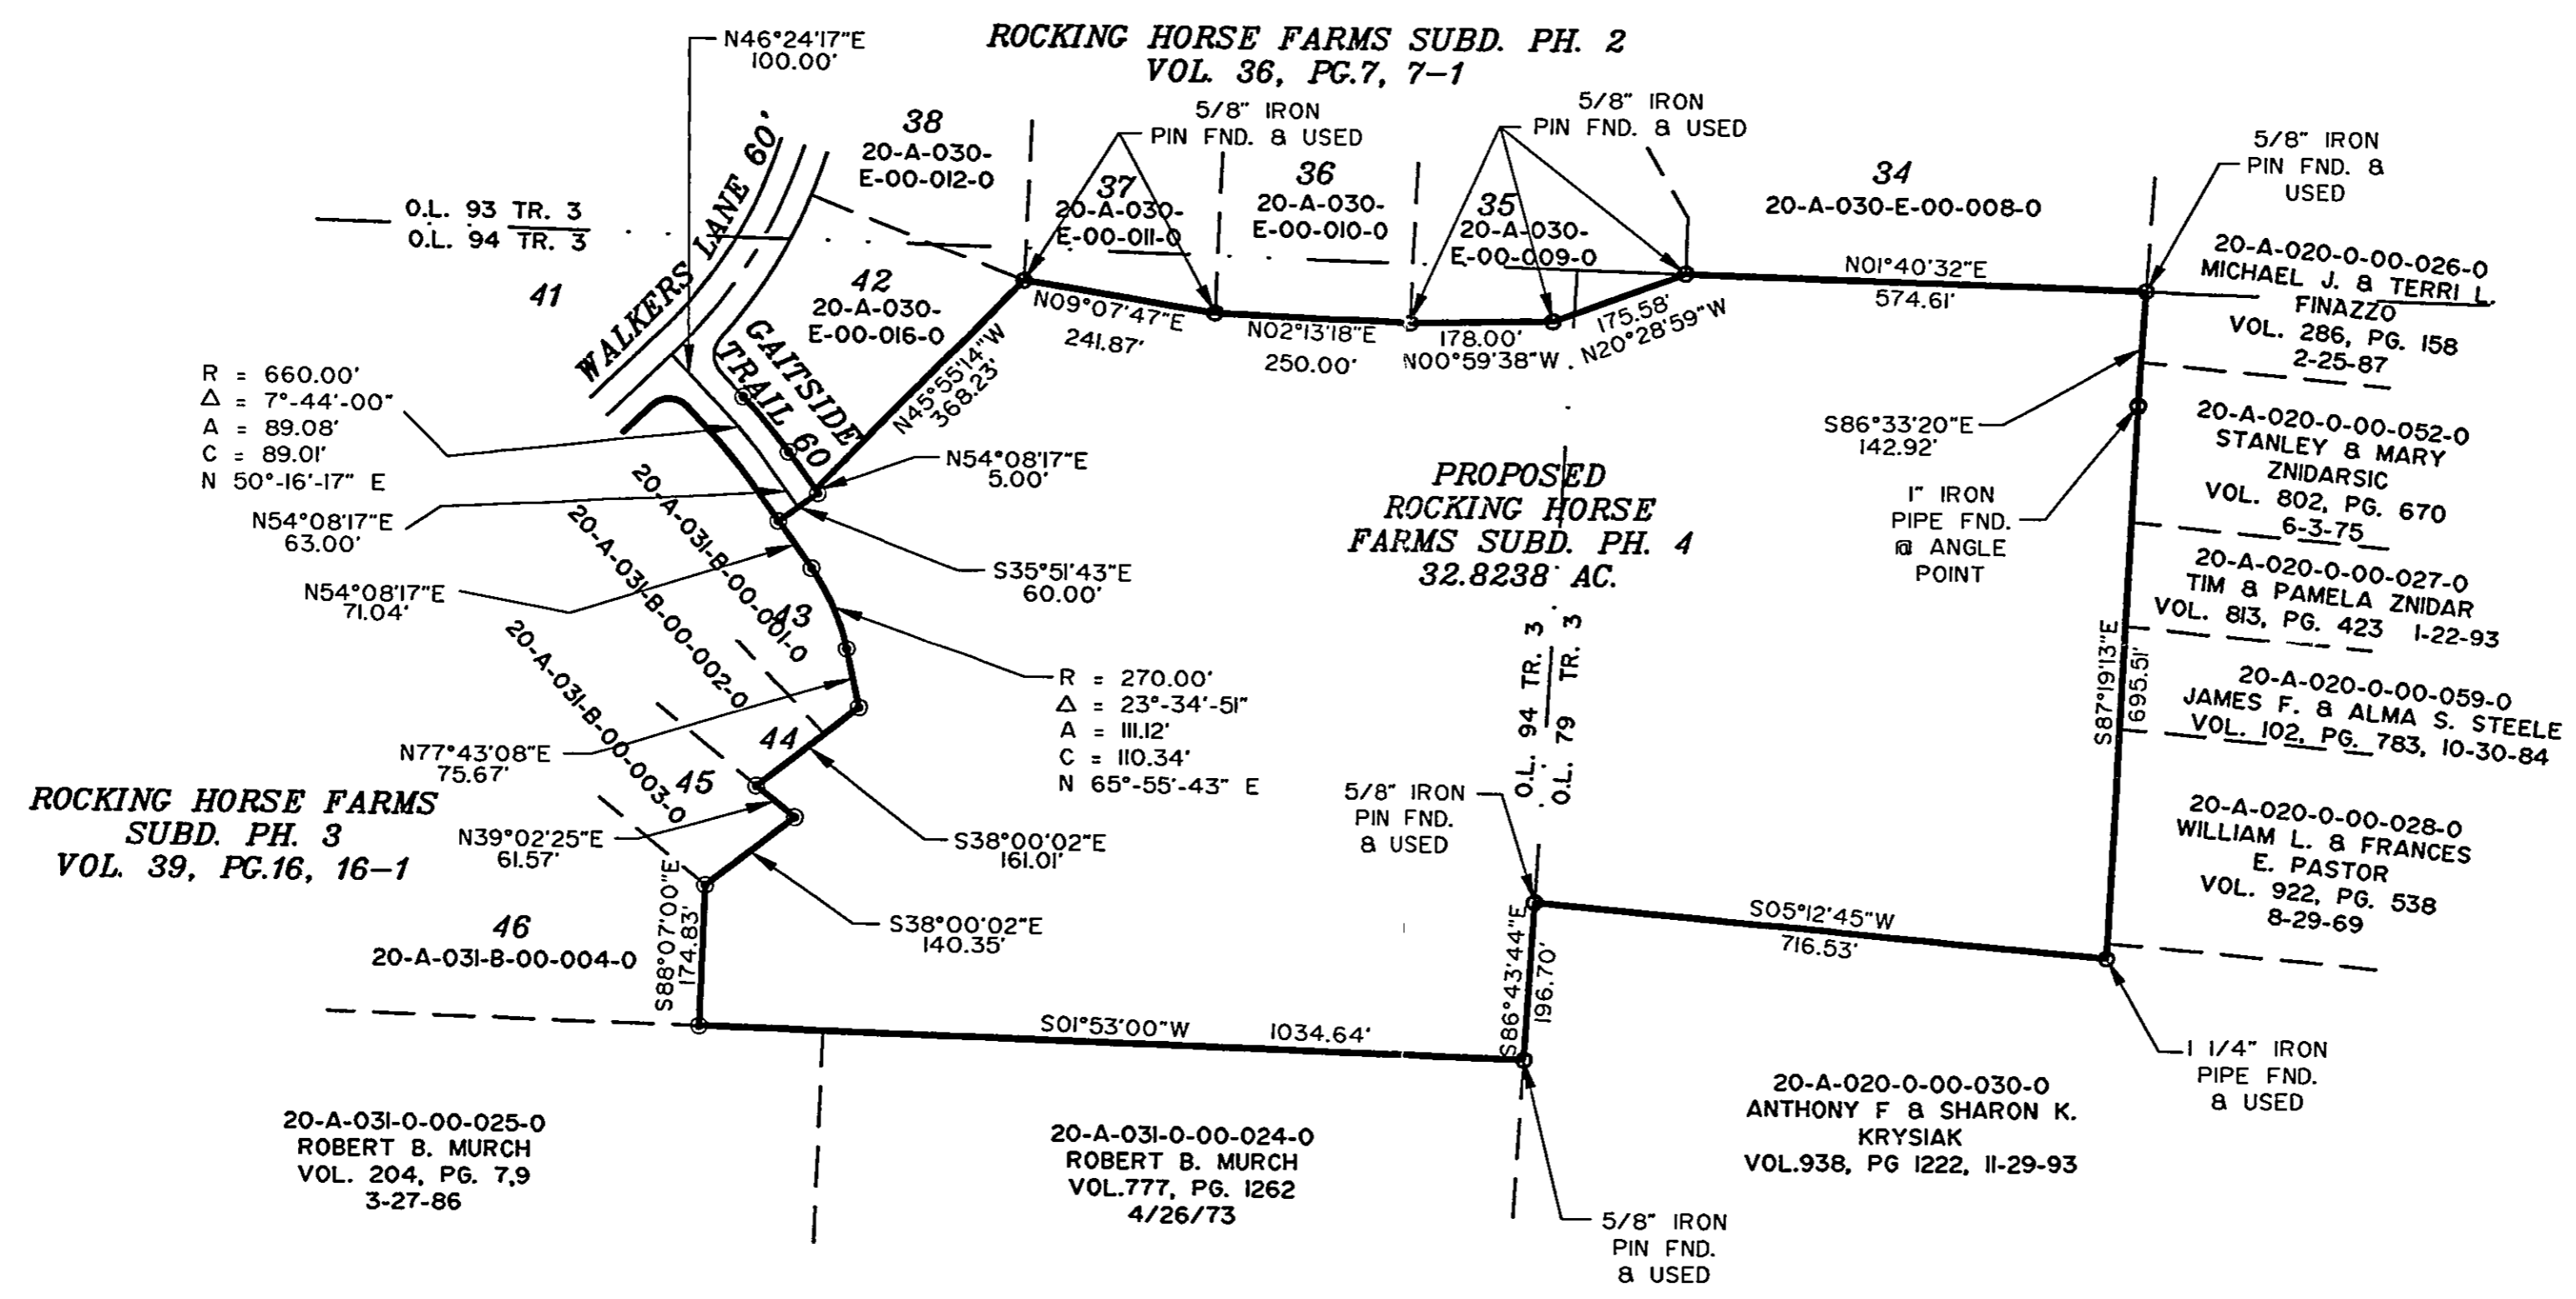 ROCKING HORSE FARMS SUBD. PH. 2
VOL. 36, PG.7, 7-1
N46°24'17"E
100.00'
5/8" IRON
PIN FND. & USED
5/8" IRON
PIN FND. & USED
5/8" IRON
PIN FND. &
USED
38
20-A-030-
E-00-012-0
37
20-A-030-
E-00-011-0
36
20-A-030-
E-00-010-0
35
20-A-030-
E-00-009-0
34
20-A-030-E-00-008-0
O.L. 93 TR. 3
O.L. 94 TR. 3
41
WALKERS LANE 60'
GAITSIDE
TRAIL 60
42
20-A-030-
E-00-016-0
N45°55'14"W
368.23'
N09°07'47"E
241.87'
N02°13'18"E
250.00'
178.00'
N00°59'38"W
175.58'
N20°28'59"W
N01°40'32"E
574.61'
20-A-020-0-00-026-0
MICHAEL J. & TERRI L.
FINAZZO
VOL. 286, PG. 158
2-25-87
R = 660.00'
Δ = 7°-44'-00"
A = 89.08'
C = 89.01'
N 50°-16'-17" E
N54°08'17"E
63.00'
N54°08'17"E
5.00'
S86°33'20"E
142.92'
20-A-020-0-00-052-0
STANLEY & MARY
ZNIDARSIC
VOL. 802, PG. 670
6-3-75
1" IRON
PIPE FND.
@ ANGLE
POINT
PROPOSED
ROCKING HORSE
FARMS SUBD. PH. 4
32.8238 AC.
S35°51'43"E
60.00'
N54°08'17"E
71.04'
20-A-031-B-00-001-0
20-A-031-B-00-002-0
20-A-031-B-00-003-0
43
44
45
20-A-020-0-00-027-0
TIM & PAMELA ZNIDAR
VOL. 813, PG. 423 1-22-93
O.L. 94 TR. 3
O.L. 79 TR. 3
S87°19'13"E
695.51'
20-A-020-0-00-059-0
JAMES F. & ALMA S. STEELE
VOL. 102, PG. 783, 10-30-84
R = 270.00'
Δ = 23°-34'-51"
A = 111.12'
C = 110.34'
N 65°-55'-43" E
N77°43'08"E
75.67'
ROCKING HORSE FARMS
SUBD. PH. 3
VOL. 39, PG.16, 16-1
N39°02'25"E
61.57'
S38°00'02"E
161.01'
S38°00'02"E
140.35'
5/8" IRON
PIN FND.
& USED
20-A-020-0-00-028-0
WILLIAM L. & FRANCES
E. PASTOR
VOL. 922, PG. 538
8-29-69
46
20-A-031-B-00-004-0
S88°07'00"E
174.83'
S01°53'00"W 1034.64'
S86°43'44"E
196.70'
S05°12'45"W
716.53'
1 1/4" IRON
PIPE FND.
& USED
20-A-031-0-00-025-0
ROBERT B. MURCH
VOL. 204, PG. 7,9
3-27-86
20-A-031-0-00-024-0
ROBERT B. MURCH
VOL.777, PG. 1262
4/26/73
20-A-020-0-00-030-0
ANTHONY F & SHARON K.
KRYSIAK
VOL.938, PG 1222, 11-29-93
5/8" IRON
PIN FND.
& USED